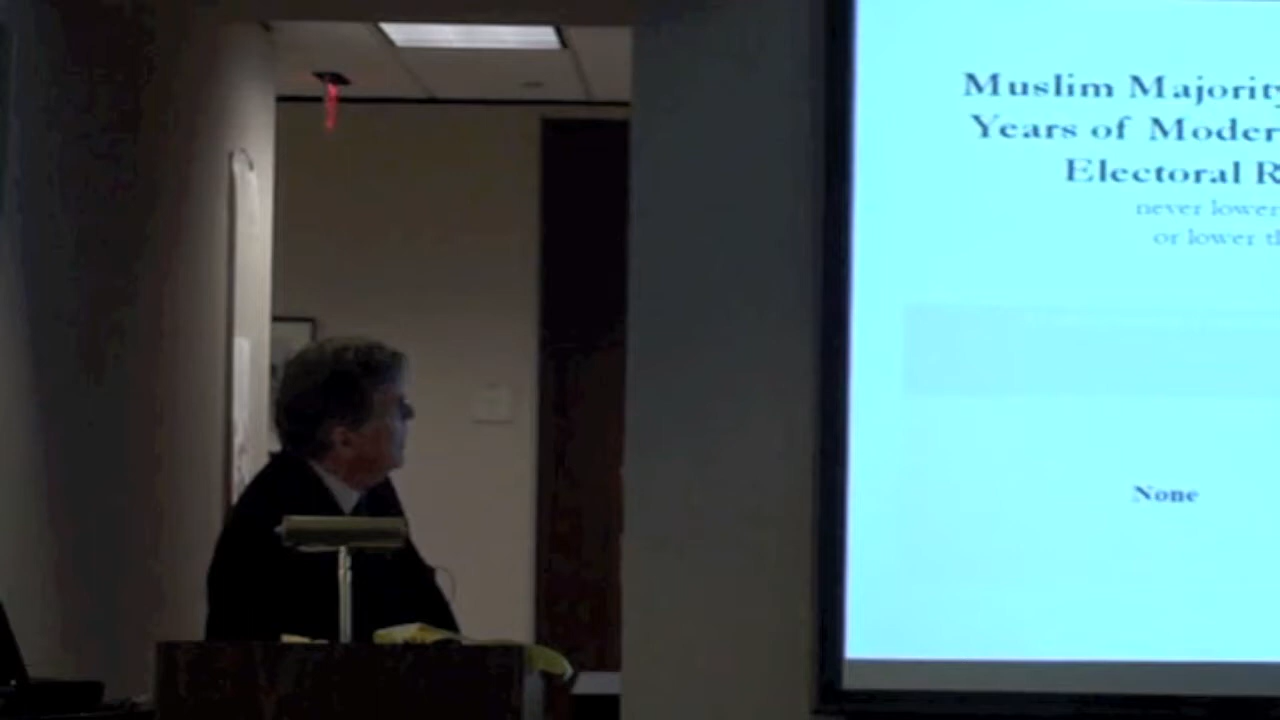 Muslim Majority
Years of Moder
Electoral R
never lower
or lower th
None